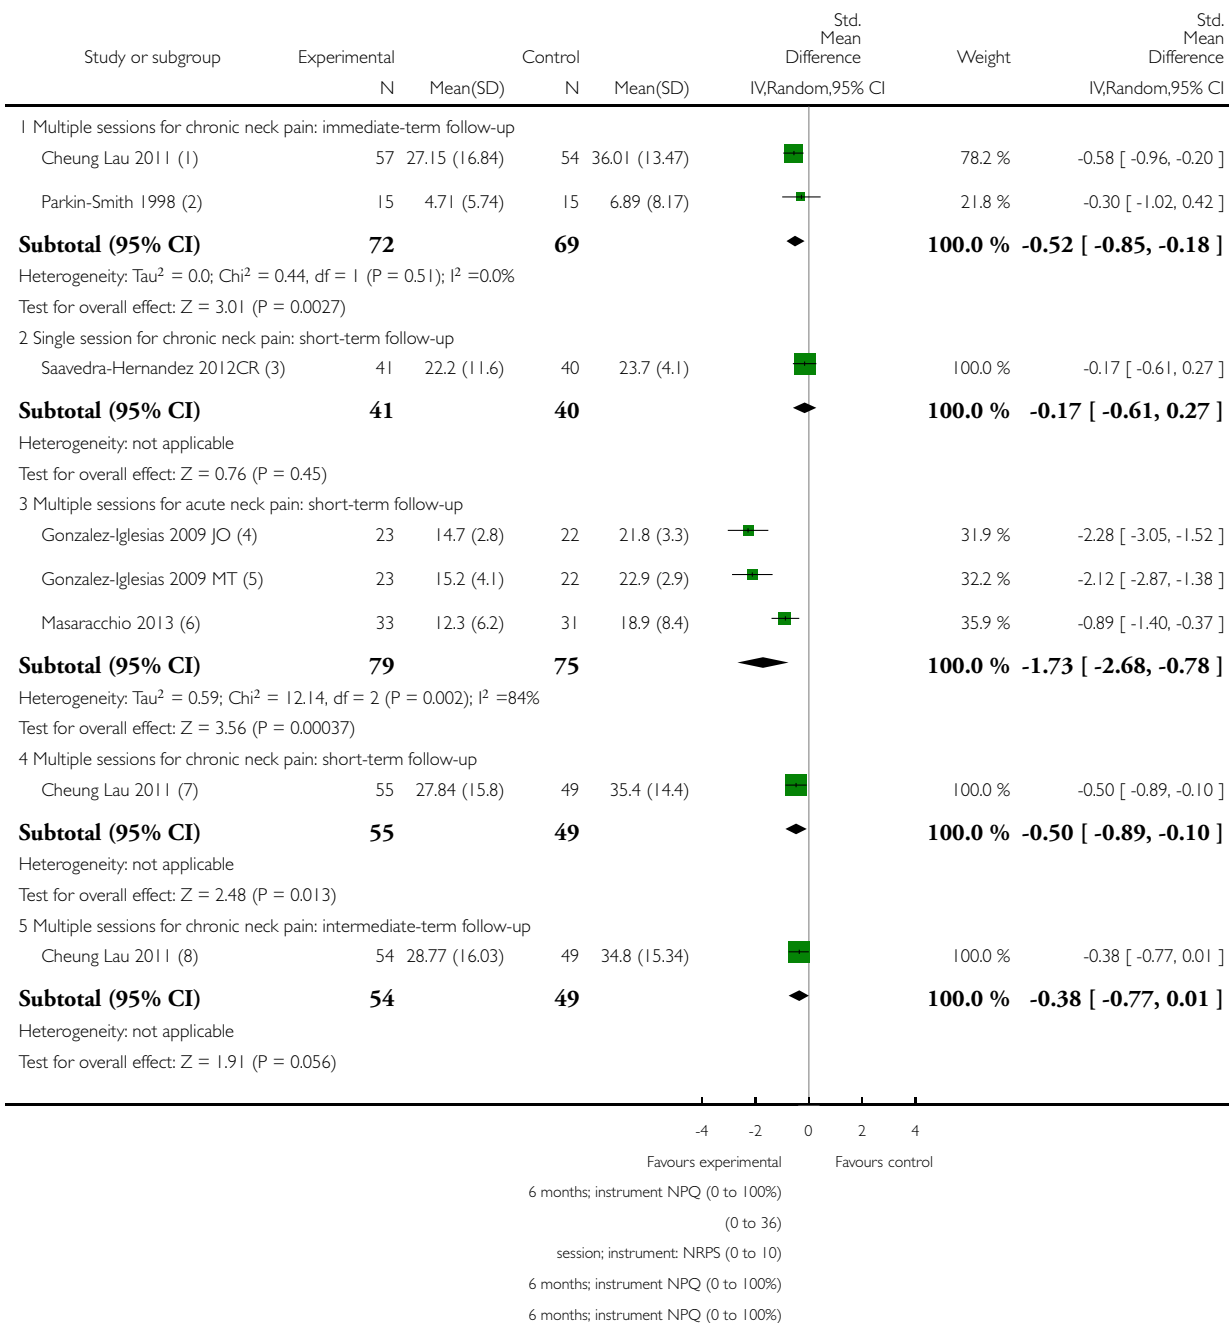 Std.
Mean
Difference
Std.
Mean
Difference
Study or subgroup Experimental Control Weight
N Mean(SD) N Mean(SD) IV,Random,95% CI IV,Random,95% CI
1 Multiple sessions for chronic neck pain: immediate-term follow-up
Cheung Lau 2011 (1) 57 27.15 (16.84) 54 36.01 (13.47) 78.2 % -0.58 [ -0.96, -0.20 ]
Parkin-Smith 1998 (2) 15 4.71 (5.74) 15 6.89 (8.17) 21.8 % -0.30 [ -1.02, 0.42 ]
Subtotal (95% CI) 72 69 100.0 % -0.52 [ -0.85, -0.18 ]
Heterogeneity: Tau² = 0.0; Chi² = 0.44, df = 1 (P = 0.51); I² =0.0%
Test for overall effect: Z = 3.01 (P = 0.0027)
2 Single session for chronic neck pain: short-term follow-up
Saavedra-Hernandez 2012CR (3) 41 22.2 (11.6) 40 23.7 (4.1) 100.0 % -0.17 [ -0.61, 0.27 ]
Subtotal (95% CI) 41 40 100.0 % -0.17 [ -0.61, 0.27 ]
Heterogeneity: not applicable
Test for overall effect: Z = 0.76 (P = 0.45)
3 Multiple sessions for acute neck pain: short-term follow-up
Gonzalez-Iglesias 2009 JO (4) 23 14.7 (2.8) 22 21.8 (3.3) 31.9 % -2.28 [ -3.05, -1.52 ]
Gonzalez-Iglesias 2009 MT (5) 23 15.2 (4.1) 22 22.9 (2.9) 32.2 % -2.12 [ -2.87, -1.38 ]
Masaracchio 2013 (6) 33 12.3 (6.2) 31 18.9 (8.4) 35.9 % -0.89 [ -1.40, -0.37 ]
Subtotal (95% CI) 79 75 100.0 % -1.73 [ -2.68, -0.78 ]
Heterogeneity: Tau² = 0.59; Chi² = 12.14, df = 2 (P = 0.002); I² =84%
Test for overall effect: Z = 3.56 (P = 0.00037)
4 Multiple sessions for chronic neck pain: short-term follow-up
Cheung Lau 2011 (7) 55 27.84 (15.8) 49 35.4 (14.4) 100.0 % -0.50 [ -0.89, -0.10 ]
Subtotal (95% CI) 55 49 100.0 % -0.50 [ -0.89, -0.10 ]
Heterogeneity: not applicable
Test for overall effect: Z = 2.48 (P = 0.013)
5 Multiple sessions for chronic neck pain: intermediate-term follow-up
Cheung Lau 2011 (8) 54 28.77 (16.03) 49 34.8 (15.34) 100.0 % -0.38 [ -0.77, 0.01 ]
Subtotal (95% CI) 54 49 100.0 % -0.38 [ -0.77, 0.01 ]
Heterogeneity: not applicable
Test for overall effect: Z = 1.91 (P = 0.056)
-4 -2 0 2 4
Favours experimental Favours control
6 months; instrument NPQ (0 to 100%)
(0 to 36)
session; instrument: NRPS (0 to 10)
6 months; instrument NPQ (0 to 100%)
6 months; instrument NPQ (0 to 100%)